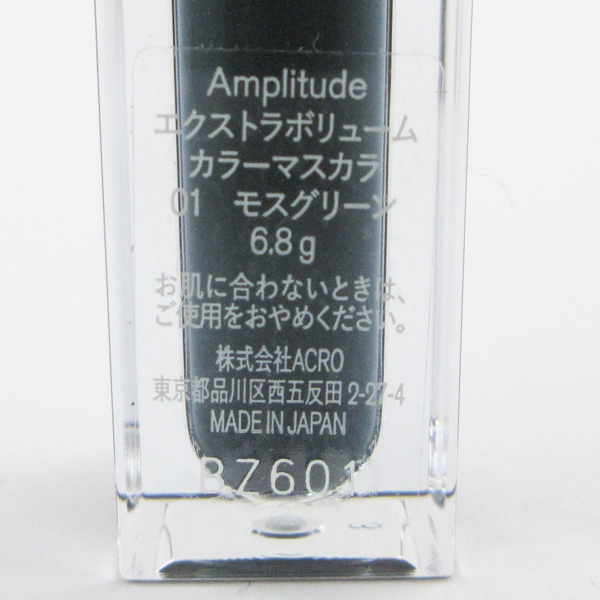 Amplitude
エクストラボリューム
カラーマスカラ
01 モスグリーン
6.8g
お肌に合わないときは、
ご使用をおやめください。
株式会社ACRO
東京都品川区西五反田 2-27-4
MADE IN JAPAN
BZ601
3